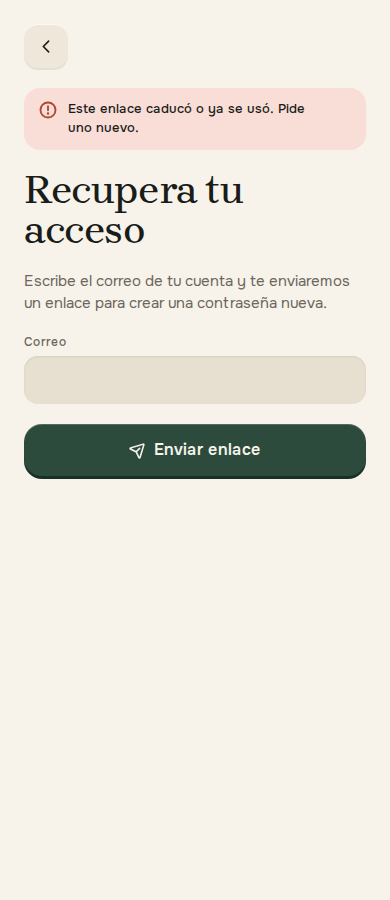 Este enlace caducó o ya se usó. Pide
uno nuevo.
Recupera tu
acceso
Escribe el correo de tu cuenta y te enviaremos
un enlace para crear una contraseña nueva.
Correo
Enviar enlace